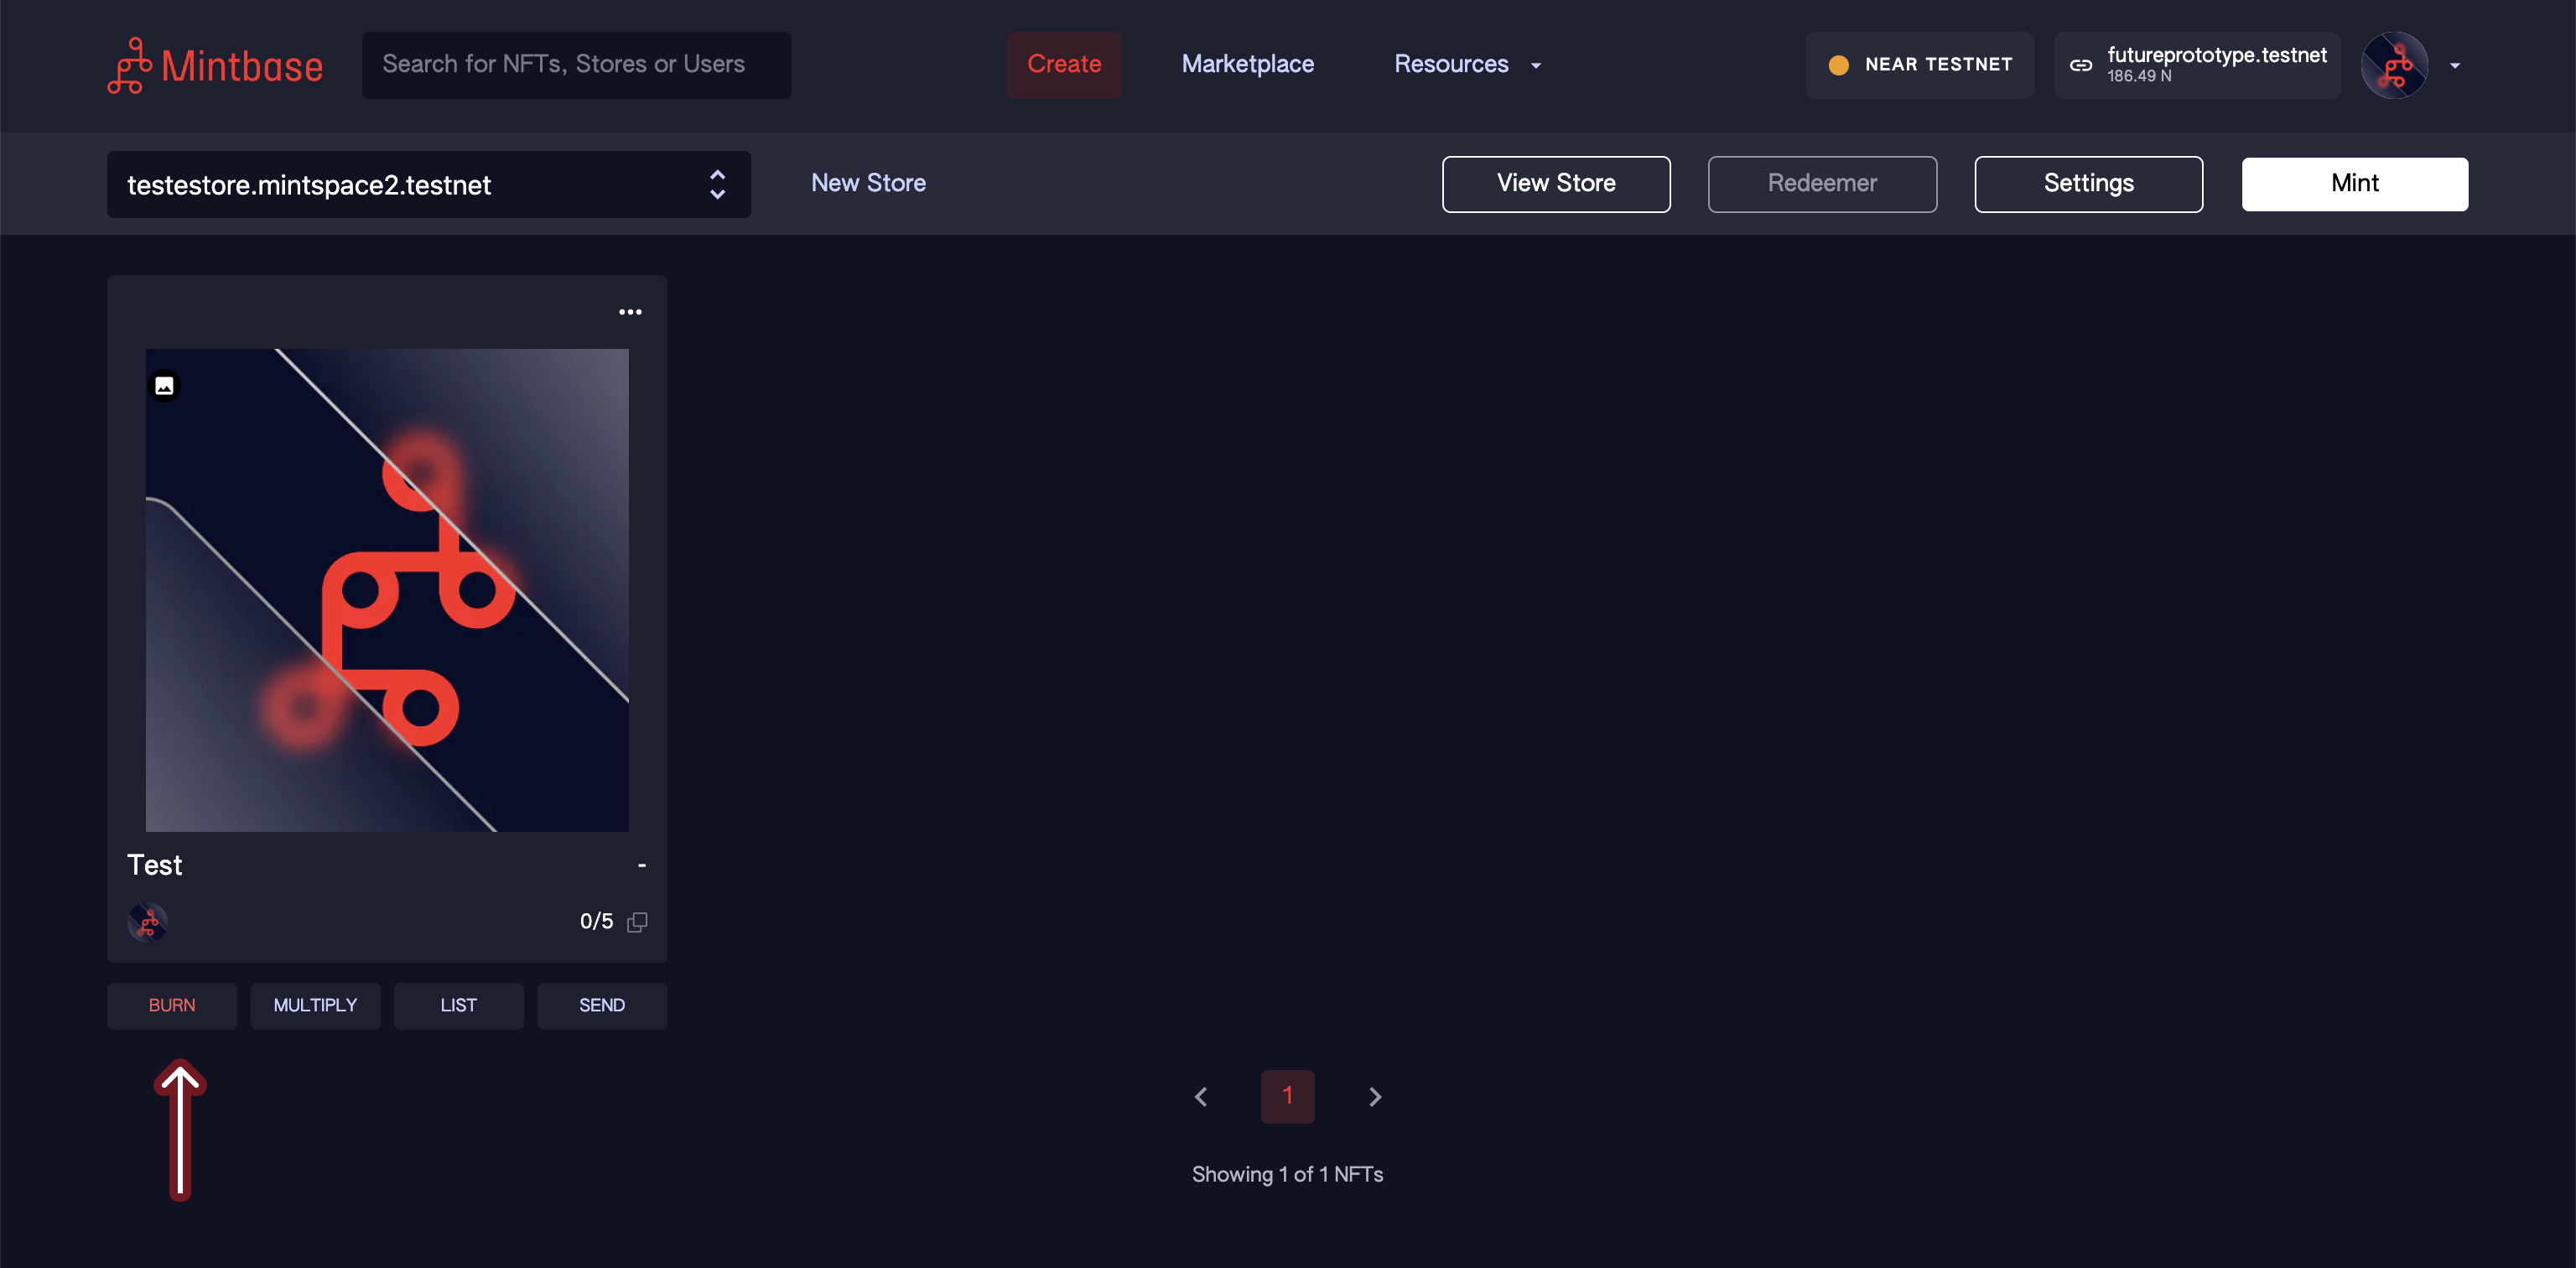 Mintbase
Search for NFTs, Stores or Users
Create
Marketplace
Resources
NEAR TESTNET
futureprototype.testnet
186.49 N
testestore.mintspace2.testnet
New Store
View Store
Redeemer
Settings
Mint
Test
-
0/5
BURN
MULTIPLY
LIST
SEND
1
Showing 1 of 1 NFTs